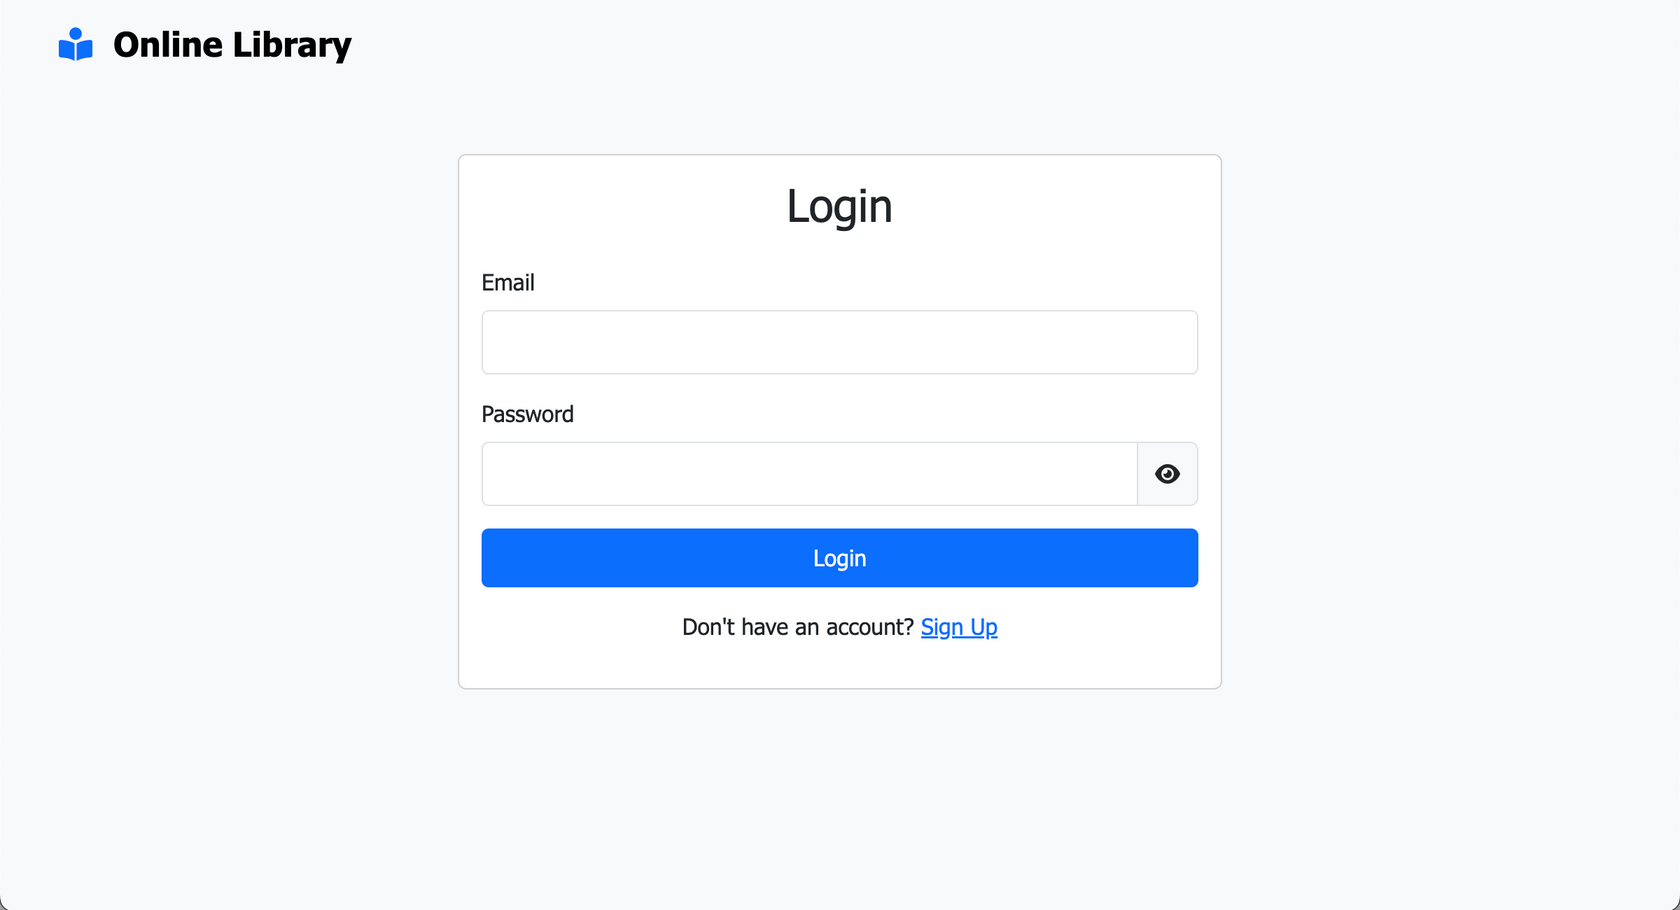 Online Library
Login
Email
Password
Login
Don't have an account? Sign Up